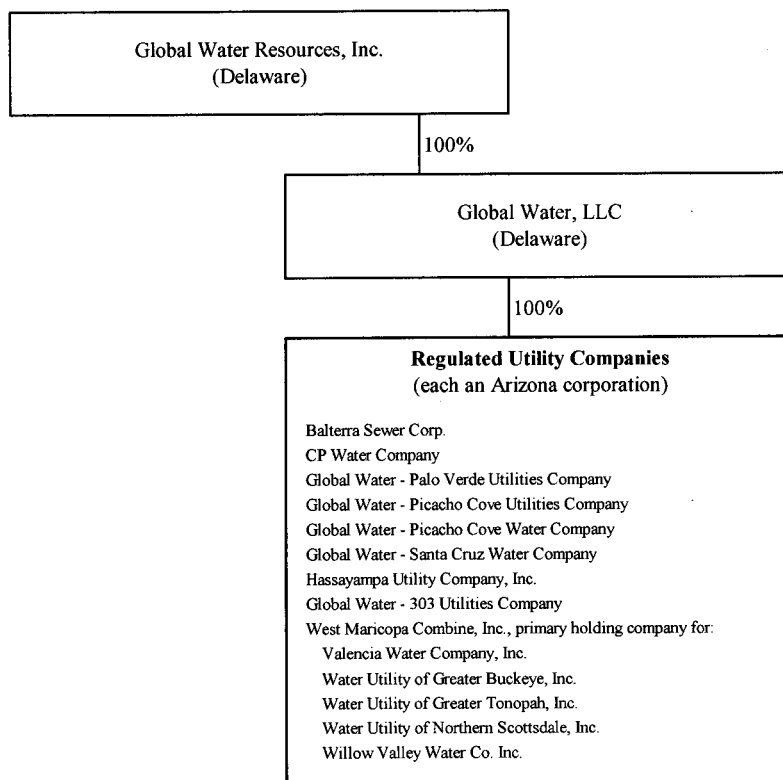 Global Water Resources, Inc.
(Delaware)
100%
Global Water, LLC
(Delaware)
100%
Regulated Utility Companies
(each an Arizona corporation)
Balterra Sewer Corp.
CP Water Company
Global Water - Palo Verde Utilities Company
Global Water - Picacho Cove Utilities Company
Global Water - Picacho Cove Water Company
Global Water - Santa Cruz Water Company
Hassayampa Utility Company, Inc.
Global Water - 303 Utilities Company
West Maricopa Combine, Inc., primary holding company for:
Valencia Water Company, Inc.
Water Utility of Greater Buckeye, Inc.
Water Utility of Greater Tonopah, Inc.
Water Utility of Northern Scottsdale, Inc.
Willow Valley Water Co. Inc.